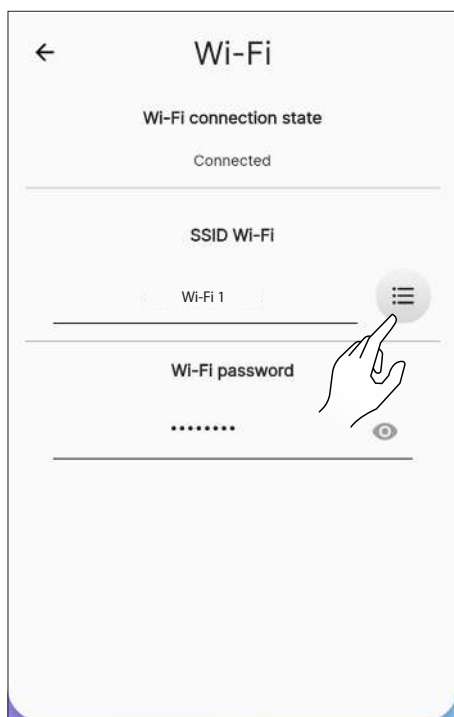 Wi-Fi
Wi-Fi connection state
Connected
SSID Wi-Fi
Wi-Fi 1
Wi-Fi password
••••••••